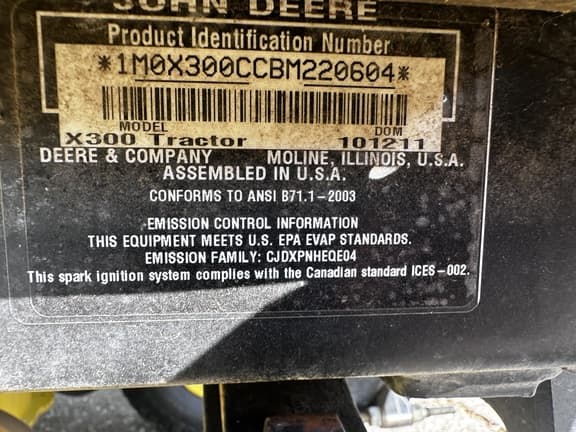 JOHN DEERE
Product Identification Number
*1M0X300CCBM220604*
MODEL DOM
X300 Tractor 101211
DEERE & COMPANY MOLINE, ILLINOIS, U.S.A.
ASSEMBLED IN U.S.A.
CONFORMS TO ANSI B71.1-2003
EMISSION CONTROL INFORMATION
THIS EQUIPMENT MEETS U.S. EPA EVAP STANDARDS.
EMISSION FAMILY: CJDXPNHEQE04
This spark ignition system complies with the Canadian standard ICES-002.